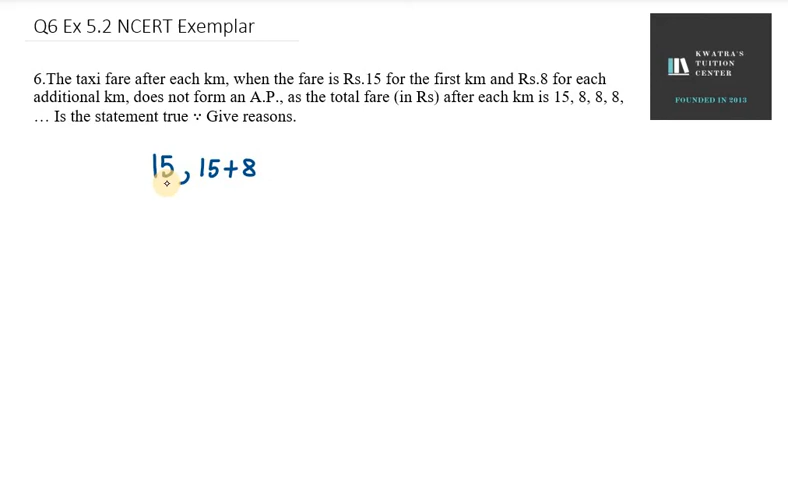 Q6 Ex 5.2 NCERT Exemplar
KWATRA'S
TUITION
CENTER
FOUNDED IN 2013
6.The taxi fare after each km, when the fare is Rs.15 for the first km and Rs.8 for each
additional km, does not form an A.P., as the total fare (in Rs) after each km is 15, 8, 8, 8,
… Is the statement true ∵ Give reasons.
15, 15+8